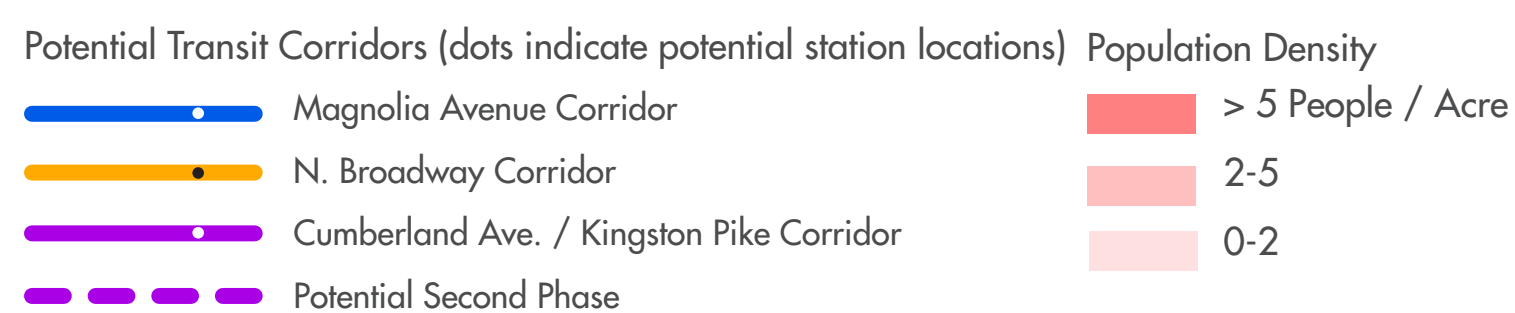 Potential Transit Corridors (dots indicate potential station locations)
Magnolia Avenue Corridor
N. Broadway Corridor
Cumberland Ave. / Kingston Pike Corridor
Potential Second Phase
Population Density
> 5 People / Acre
2-5
0-2